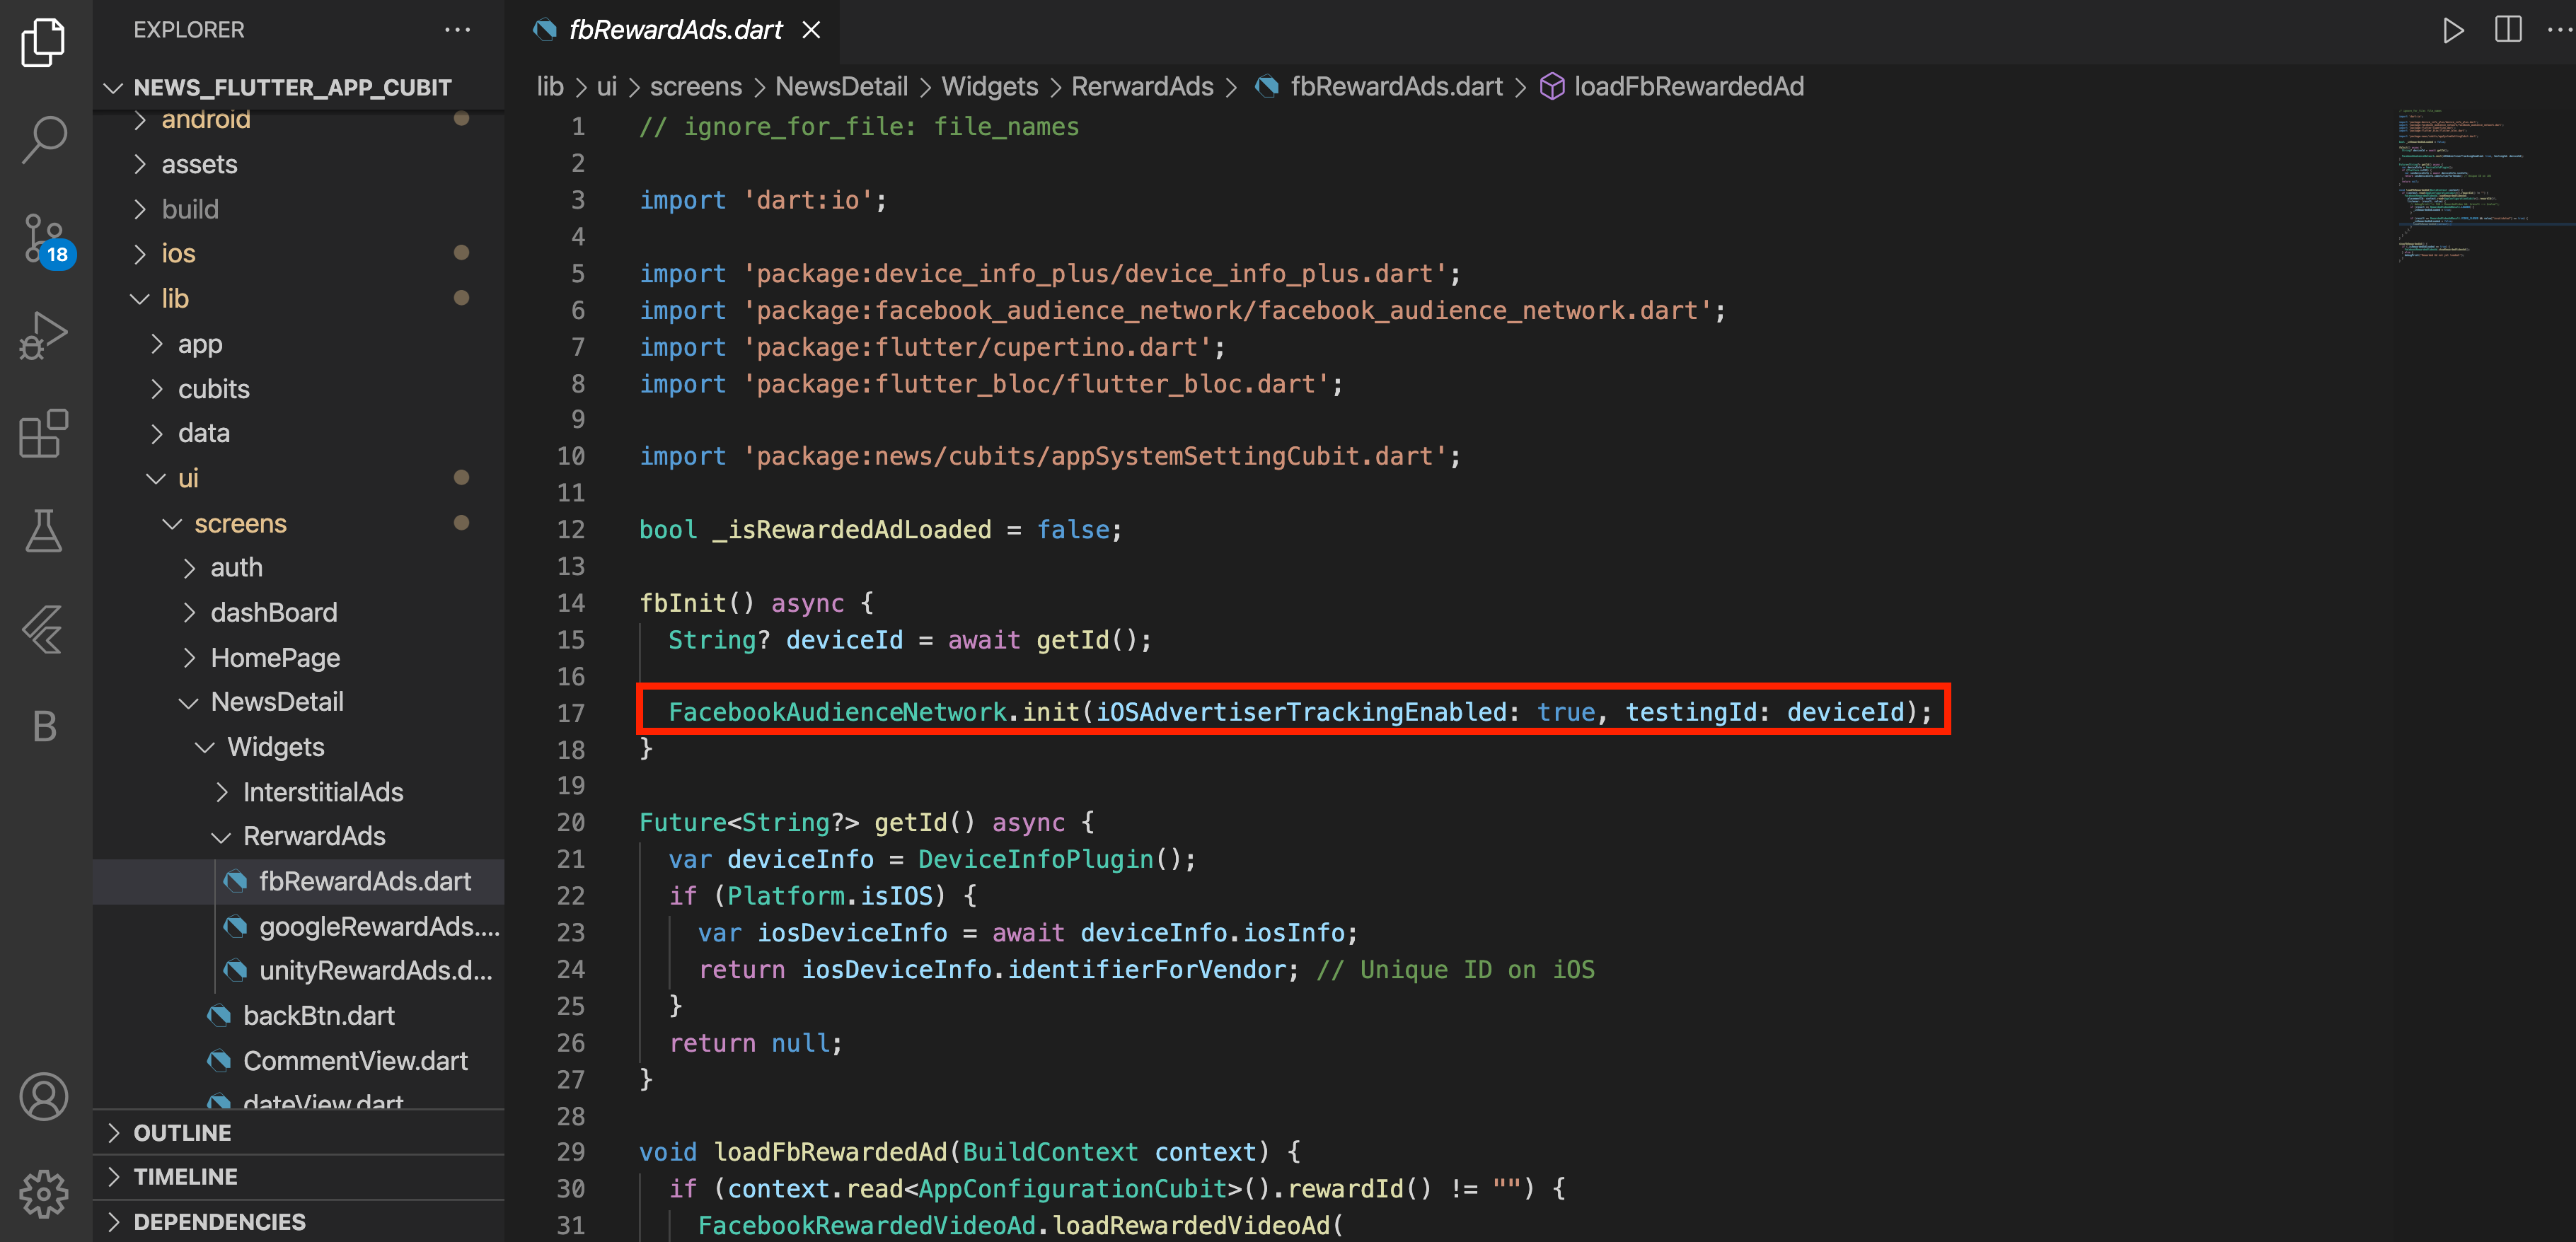 EXPLORER
NEWS_FLUTTER_APP_CUBIT
android
assets
build
ios
lib
app
cubits
data
ui
screens
auth
dashBoard
HomePage
NewsDetail
Widgets
InterstitialAds
RerwardAds
fbRewardAds.dart
googleRewardAds....
unityRewardAds.d...
backBtn.dart
CommentView.dart
dateView.dart
OUTLINE
TIMELINE
DEPENDENCIES
18
B
fbRewardAds.dart
lib > ui > screens > NewsDetail > Widgets > RerwardAds > fbRewardAds.dart > loadFbRewardedAd
1 // ignore_for_file: file_names
2
3 import 'dart:io';
4
5 import 'package:device_info_plus/device_info_plus.dart';
6 import 'package:facebook_audience_network/facebook_audience_network.dart';
7 import 'package:flutter/cupertino.dart';
8 import 'package:flutter_bloc/flutter_bloc.dart';
9
10 import 'package:news/cubits/appSystemSettingCubit.dart';
11
12 bool _isRewardedAdLoaded = false;
13
14 fbInit() async {
15 String? deviceId = await getId();
16
17 FacebookAudienceNetwork.init(iOSAdvertiserTrackingEnabled: true, testingId: deviceId);
18 }
19
20 Future<String?> getId() async {
21 var deviceInfo = DeviceInfoPlugin();
22 if (Platform.isIOS) {
23 var iosDeviceInfo = await deviceInfo.iosInfo;
24 return iosDeviceInfo.identifierForVendor; // Unique ID on iOS
25 }
26 return null;
27 }
28
29 void loadFbRewardedAd(BuildContext context) {
30 if (context.read<AppConfigurationCubit>().rewardId() != "") {
31 FacebookRewardedVideoAd.loadRewardedVideoAd(